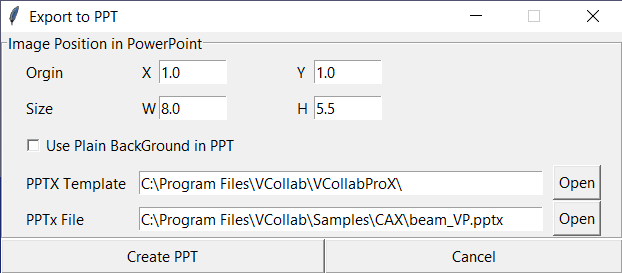 Export to PPT
Image Position in PowerPoint
Orgin X 1.0 Y 1.0
Size W 8.0 H 5.5
Use Plain BackGround in PPT
PPTX Template C:\Program Files\VCollab\VCollabProX\ Open
PPTx File C:\Program Files\VCollab\Samples\CAX\beam_VP.pptx Open
Create PPT Cancel